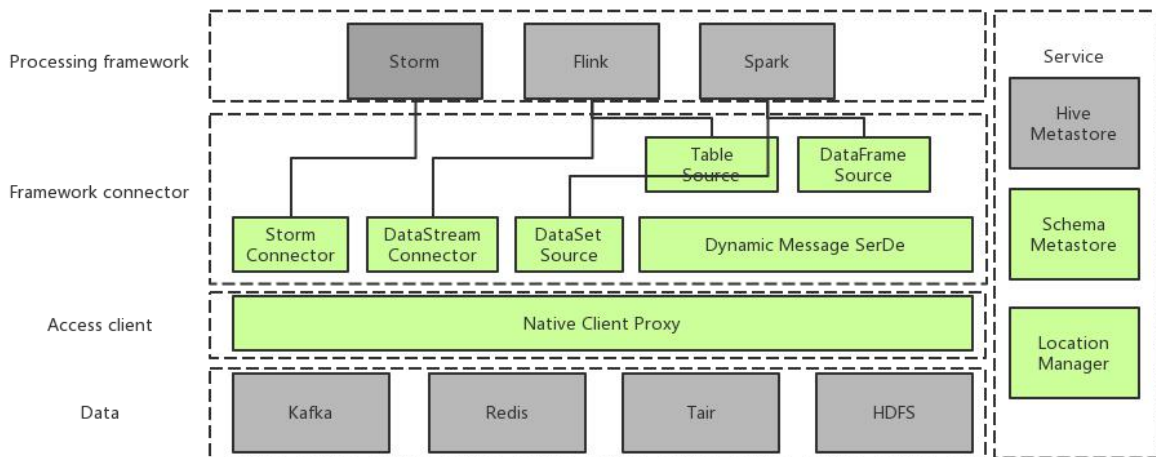 Processing framework
Storm
Flink
Spark
Framework connector
Table
Source
DataFrame
Source
Storm
Connector
DataStream
Connector
DataSet
Source
Dynamic Message SerDe
Access client
Native Client Proxy
Data
Kafka
Redis
Tair
HDFS
Service
Hive
Metastore
Schema
Metastore
Location
Manager